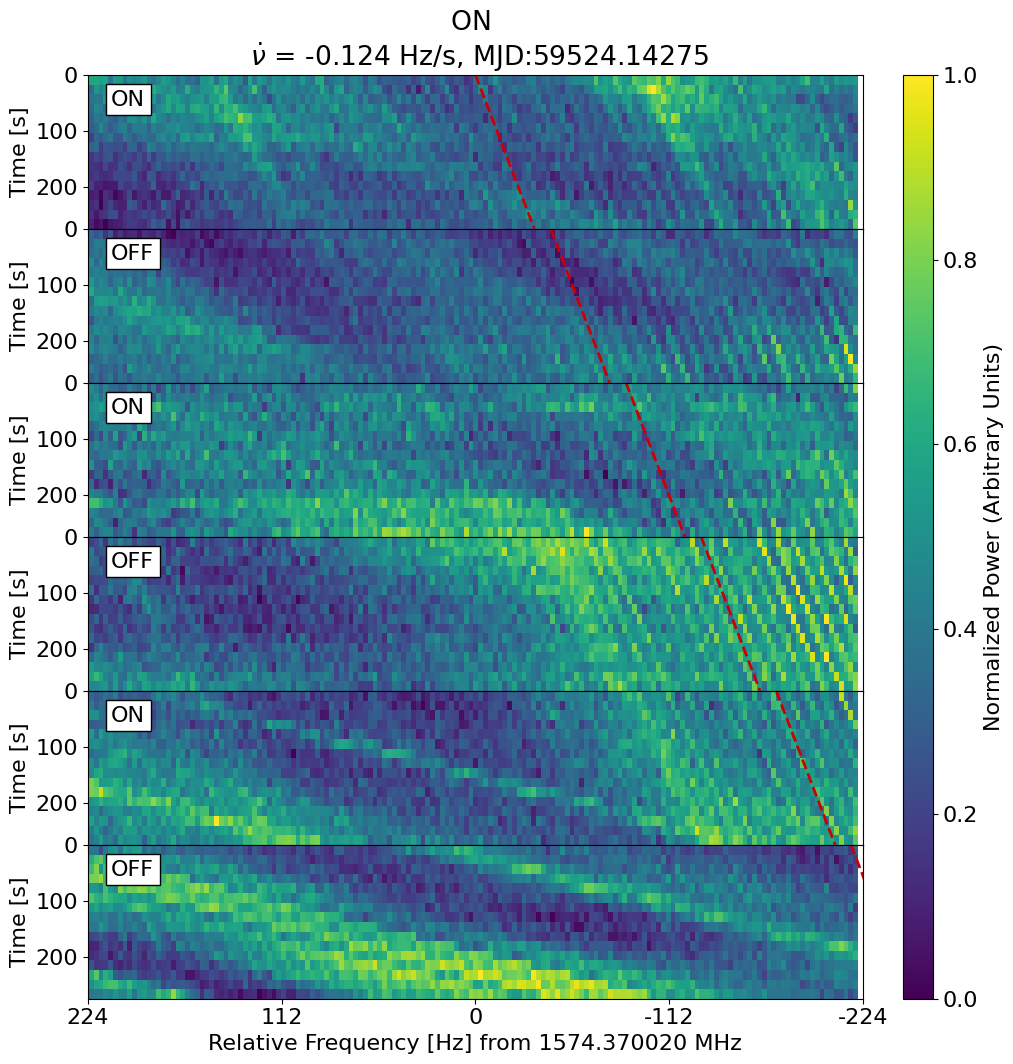 ON
ν̇ = -0.124 Hz/s, MJD:59524.14275
0
ON
100
200
Time [s]
0
OFF
100
200
Time [s]
0
ON
100
200
Time [s]
0
OFF
100
200
Time [s]
0
ON
100
200
Time [s]
0
OFF
100
200
Time [s]
224 112 0 -112 -224
Relative Frequency [Hz] from 1574.370020 MHz
1.0
0.8
0.6
0.4
0.2
0.0
Normalized Power (Arbitrary Units)